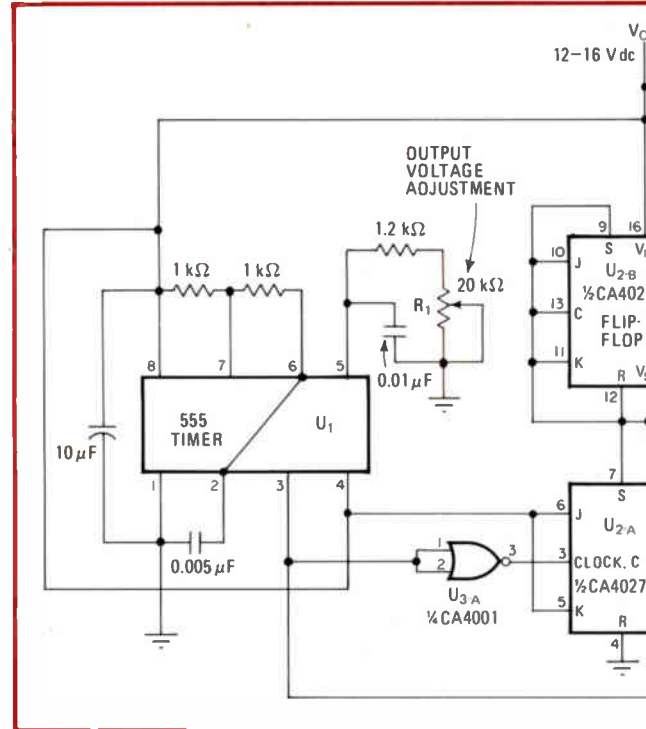 V
12–16 Vdc
OUTPUT
VOLTAGE
ADJUSTMENT
1.2 kΩ
20 kΩ
R1
0.01 µF
1 kΩ
1 kΩ
8
7
6
5
555
TIMER
U1
10 µF
1
2
3
4
0.005 µF
9
16
S
10
J
U2-B
½CA402
13
C
FLIP-
FLOP
11
K
R
12
7
S
6
J
U2-A
1
2
3
3
CLOCK, C
½CA4027
U3-A
¼CA4001
5
K
R
4